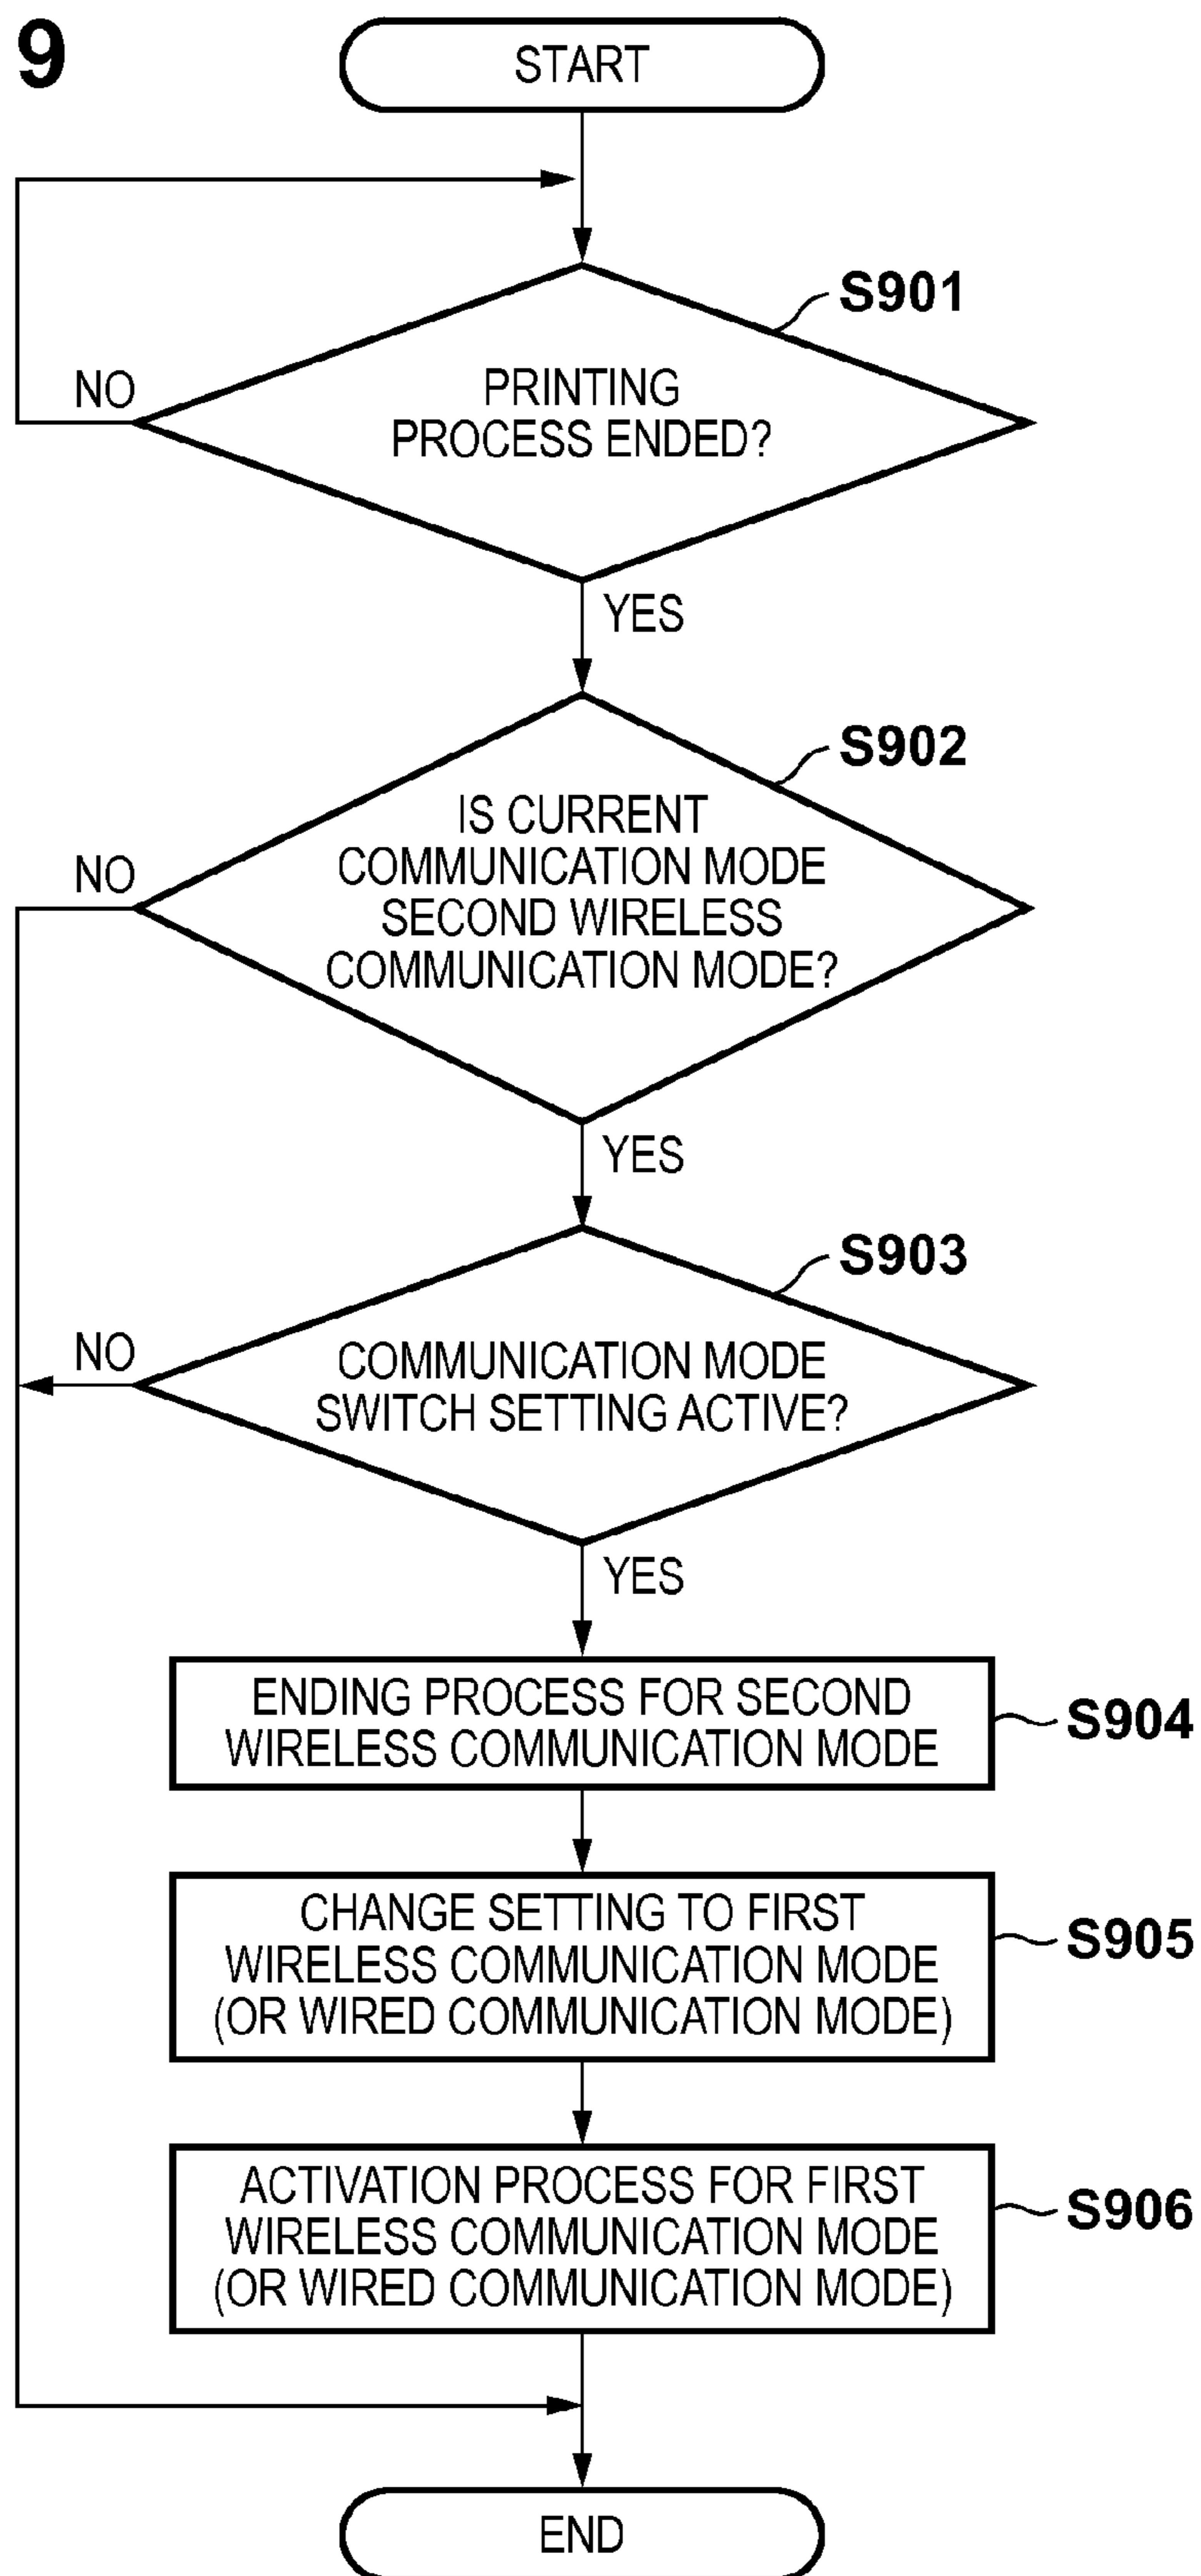 9
START
S901
NO
PRINTING
PROCESS ENDED?
YES
S902
IS CURRENT
NO
COMMUNICATION MODE
SECOND WIRELESS
COMMUNICATION MODE?
YES
S903
NO
COMMUNICATION MODE
SWITCH SETTING ACTIVE?
YES
ENDING PROCESS FOR SECOND
WIRELESS COMMUNICATION MODE
S904
CHANGE SETTING TO FIRST
WIRELESS COMMUNICATION MODE
(OR WIRED COMMUNICATION MODE)
S905
ACTIVATION PROCESS FOR FIRST
WIRELESS COMMUNICATION MODE
(OR WIRED COMMUNICATION MODE)
S906
END